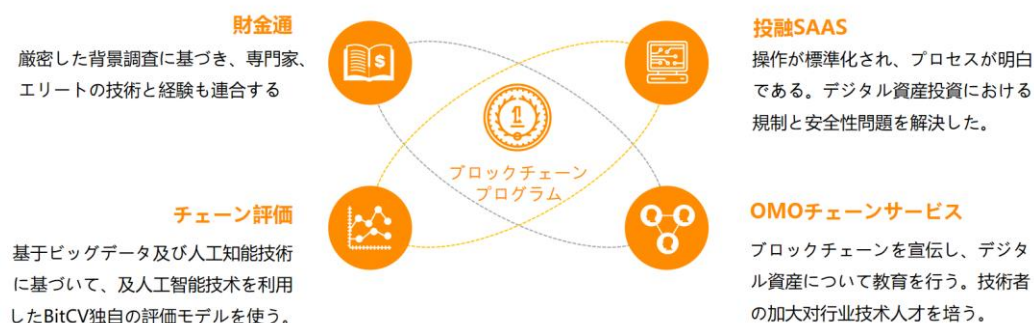 財金通
厳密した背景調査に基づき、専門家、
エリートの技術と経験も連合する
投融SAAS
操作が標準化され、プロセスが明白
である。デジタル資産投資における
規制と安全性問題を解決した。
$
1
ブロックチェーン
プログラム
チェーン評価
基于ビッグデータ及び人工知能技術
に基づいて、及人工智能技術を利用
したBitCV独自の評価モデルを使う。
OMOチェーンサービス
ブロックチェーンを宣伝し、デジタ
ル資産について教育を行う。技術者
の加大对行业技术人才を培う。